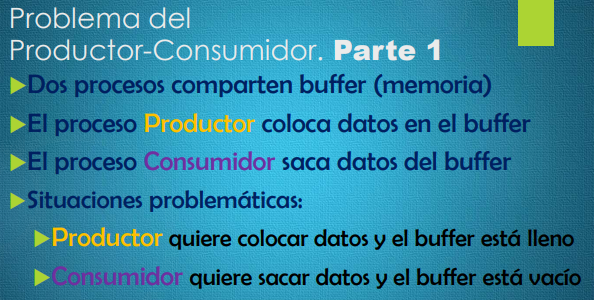 Problema del
Productor-Consumidor. Parte 1
Dos procesos comparten buffer (memoria)
El proceso Productor coloca datos en el buffer
El proceso Consumidor saca datos del buffer
Situaciones problemáticas:
Productor quiere colocar datos y el buffer está lleno
Consumidor quiere sacar datos y el buffer está vacío